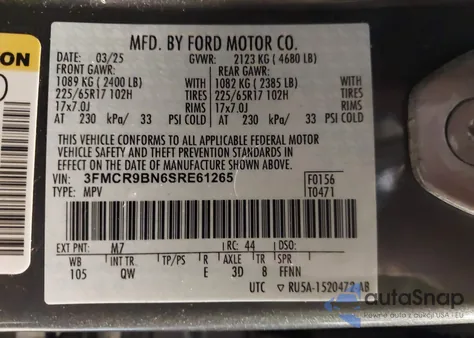 ON
MFD. BY FORD MOTOR CO.
DATE: 03/25 GVWR: 2123 KG ( 4680 LB)
FRONT GAWR: REAR GAWR:
1089 KG ( 2400 LB) WITH 1082 KG ( 2385 LB) WITH
225/65R17 102H TIRES 225/65R17 102H TIRES
17x7.0J RIMS 17x7.0J RIMS
AT 230 kPa/ 33 PSI COLD AT 230 kPa/ 33 PSI COLD
THIS VEHICLE CONFORMS TO ALL APPLICABLE FEDERAL MOTOR
VEHICLE SAFETY AND THEFT PREVENTION STANDARDS IN
EFFECT ON THE DATE OF MANUFACTURE SHOWN ABOVE.
VIN: 3FMCR9BN6SRE61265 F0156
TYPE: MPV T0471
EXT PNT: M7 RC: 44 DSO:
WB INT TR TP/PS R AXLE TR SPR
105 QW E 3D 8 FFNN
UTC ▽ RU5A-1520472-AB
autoSnap